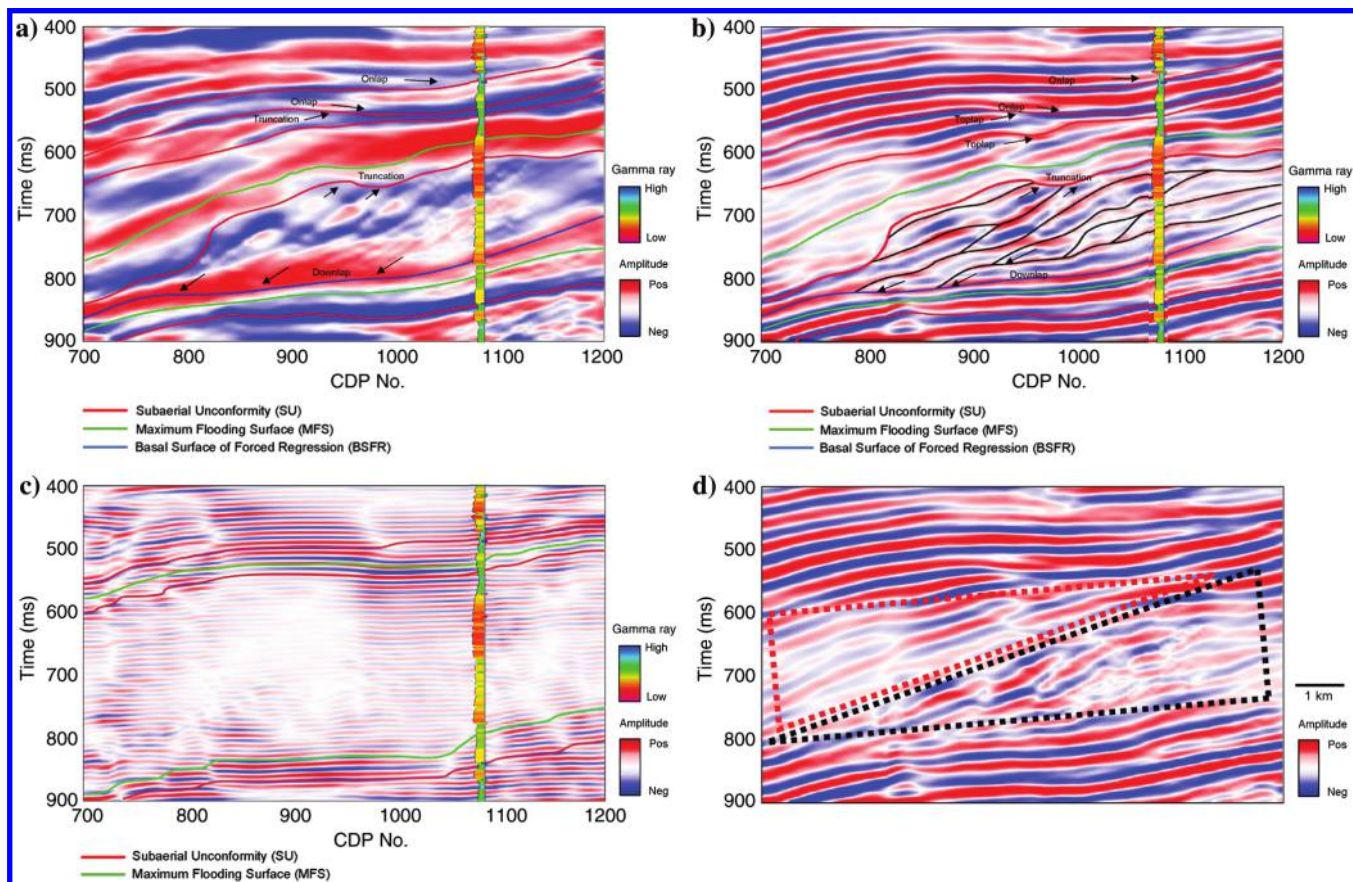 a)
400
500
600
700
800
900
Time (ms)
700
800
900
1000
1100
1200
CDP No.
Onlap
Onlap
Truncation
Truncation
Downlap
Gamma ray
High
Low
Amplitude
Pos
Neg
Subaerial Unconformity (SU)
Maximum Flooding Surface (MFS)
Basal Surface of Forced Regression (BSFR)
b)
400
500
600
700
800
900
Time (ms)
700
800
900
1000
1100
1200
CDP No.
Onlap
Onlap
Toplap
Toplap
Truncation
Downlap
Gamma ray
High
Low
Amplitude
Pos
Neg
Subaerial Unconformity (SU)
Maximum Flooding Surface (MFS)
Basal Surface of Forced Regression (BSFR)
c)
400
500
600
700
800
900
Time (ms)
700
800
900
1000
1100
1200
CDP No.
Gamma ray
High
Low
Amplitude
Pos
Neg
Subaerial Unconformity (SU)
Maximum Flooding Surface (MFS)
d)
400
500
600
700
800
900
Time (ms)
1 km
Amplitude
Pos
Neg